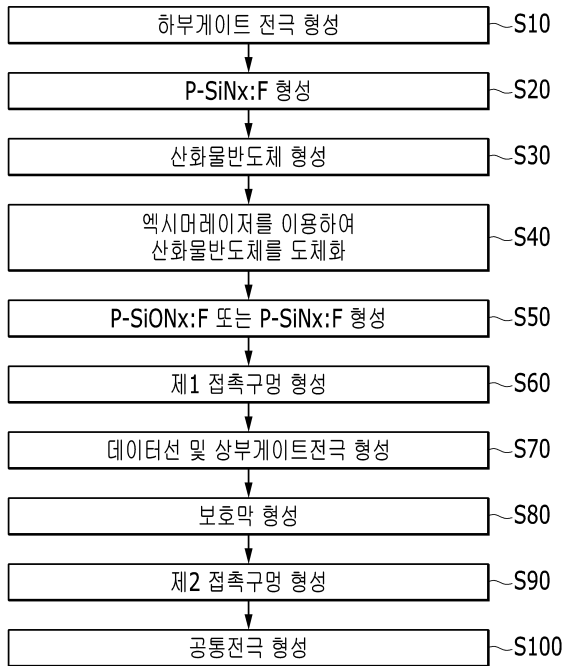 하부게이트 전극 형성 S10
P-SiNx:F 형성 S20
산화물반도체 형성 S30
엑시머레이저를 이용하여
산화물반도체를 도체화 S40
P-SiONx:F 또는 P-SiNx:F 형성 S50
제1 접촉구멍 형성 S60
데이터선 및 상부게이트전극 형성 S70
보호막 형성 S80
제2 접촉구멍 형성 S90
공통전극 형성 S100